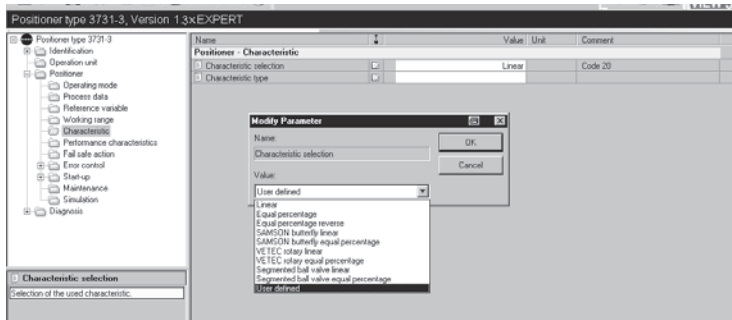 Positioner type 3731-3, Version 1.3x EXPERT
Positioner type 3731-3
Identification
Operation unit
Positioner
Operating mode
Process data
Reference variable
Working range
Characteristic
Performance characteristics
Fail safe action
Error control
Start-up
Maintenance
Simulation
Diagnosis
Characteristic selection
Selection of the used characteristic.
Name Value Unit Comment
Positioner - Characteristic
Characteristic selection Linear Code 20
Characteristic type
Modify Parameter
Name:
Characteristic selection
Value:
User defined
Linear
Equal percentage
Equal percentage reverse
SAMSON butterfly linear
SAMSON butterfly equal percentage
VETEC rotary linear
VETEC rotary equal percentage
Segmented ball valve linear
Segmented ball valve equal percentage
User defined
OK
Cancel